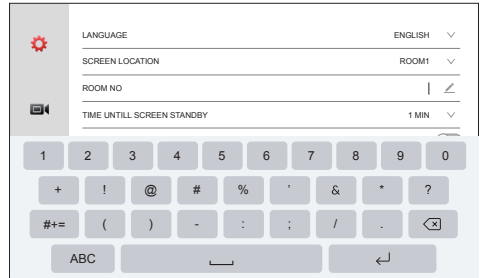 LANGUAGE ENGLISH
SCREEN LOCATION ROOM1
ROOM NO
TIME UNTILL SCREEN STANDBY 1 MIN
1 2 3 4 5 6 7 8 9 0
+ ! @ # % ' & * ?
#+= ( ) - : ; / .
ABC